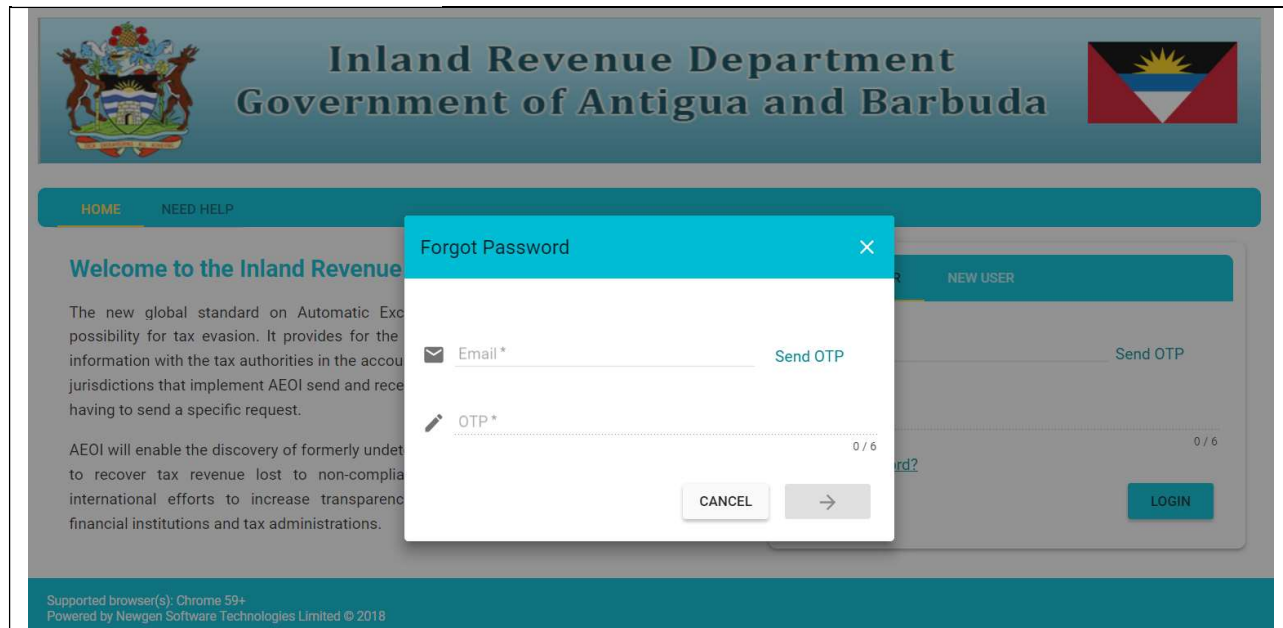 Inland Revenue Department
Government of Antigua and Barbuda
HOME NEED HELP
Welcome to the Inland Revenue
The new global standard on Automatic Exc
possibility for tax evasion. It provides for the
information with the tax authorities in the accou
jurisdictions that implement AEOI send and rece
having to send a specific request.
AEOI will enable the discovery of formerly undet
to recover tax revenue lost to non-complia
international efforts to increase transparenc
financial institutions and tax administrations.
Forgot Password
Email *
Send OTP
OTP *
0 / 6
CANCEL
R NEW USER
Send OTP
0 / 6
rd?
LOGIN
Supported browser(s): Chrome 59+
Powered by Newgen Software Technologies Limited © 2018